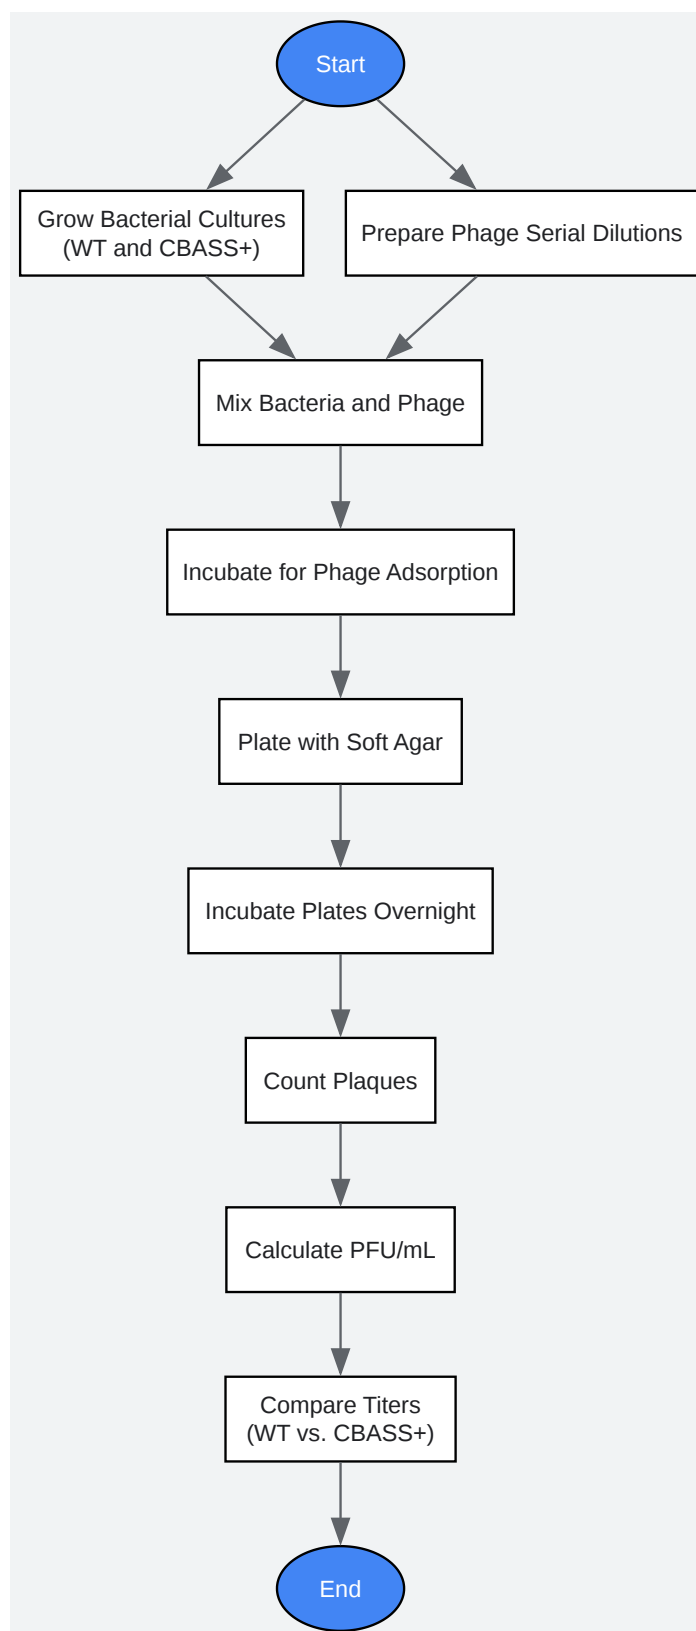 Start
Grow Bacterial Cultures
(WT and CBASS+)
Prepare Phage Serial Dilutions
Mix Bacteria and Phage
Incubate for Phage Adsorption
Plate with Soft Agar
Incubate Plates Overnight
Count Plaques
Calculate PFU/mL
Compare Titers
(WT vs. CBASS+)
End